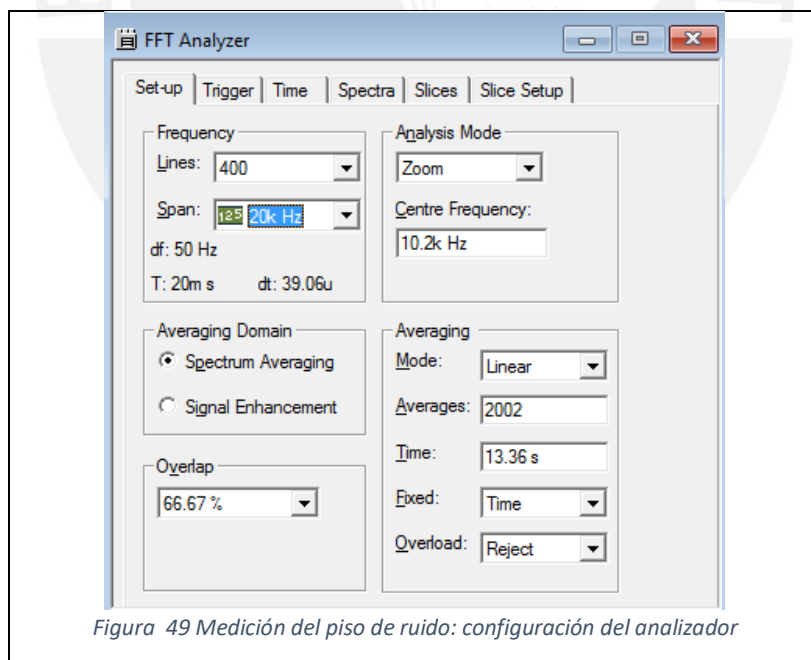 FFT Analyzer
Set-up Trigger Time Spectra Slices Slice Setup
Frequency
Lines: 400
Span: 125 20k Hz
df: 50 Hz
T: 20m s dt: 39.06u
Analysis Mode
Zoom
Centre Frequency:
10.2k Hz
Averaging Domain
Spectrum Averaging
Signal Enhancement
Overlap
66.67 %
Averaging
Mode: Linear
Averages: 2002
Time: 13.36 s
Fixed: Time
Overload: Reject
Figura 49 Medición del piso de ruido: configuración del analizador